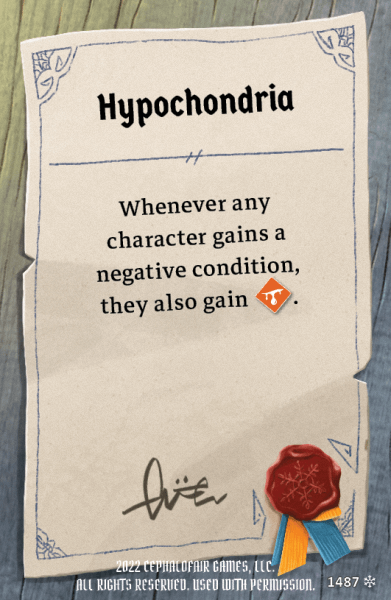 Hypochondria
Whenever any
character gains a
negative condition,
they also gain .
2022 CEPHALOFAIR GAMES, LLC.
ALL RIGHTS RESERVED. USED WITH PERMISSION.
1487